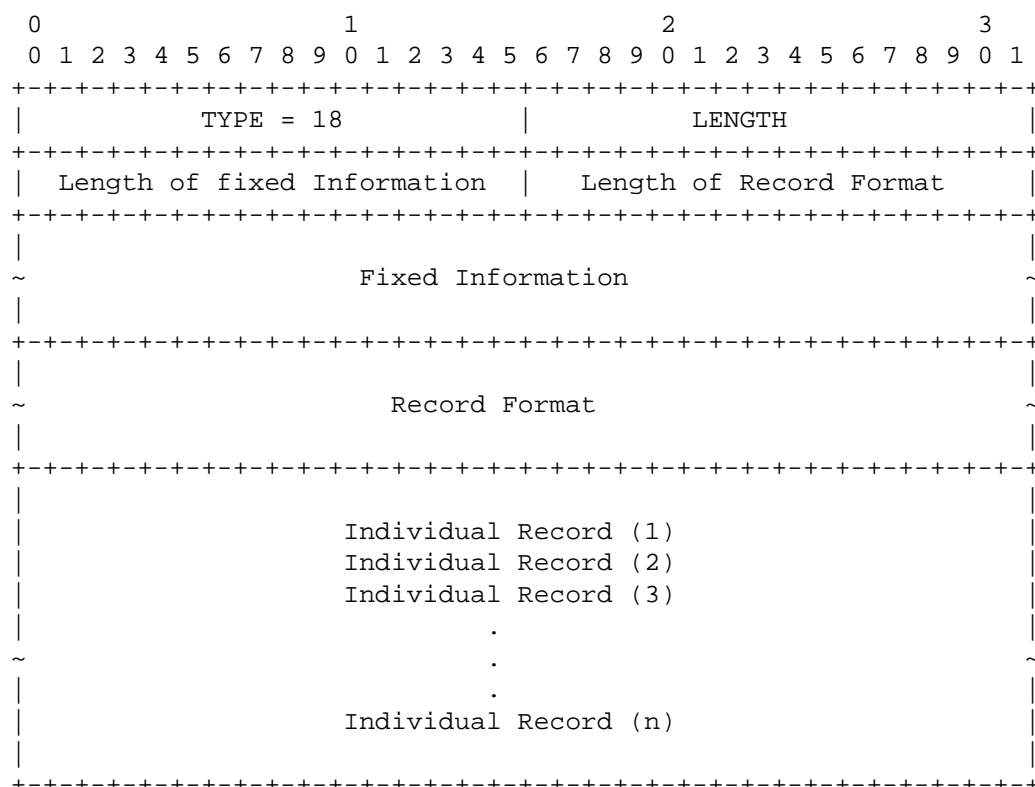 0                   1                   2                   3
 0 1 2 3 4 5 6 7 8 9 0 1 2 3 4 5 6 7 8 9 0 1 2 3 4 5 6 7 8 9 0 1
+-+-+-+-+-+-+-+-+-+-+-+-+-+-+-+-+-+-+-+-+-+-+-+-+-+-+-+-+-+-+-+-+
|           TYPE = 18           |          LENGTH               |
+-+-+-+-+-+-+-+-+-+-+-+-+-+-+-+-+-+-+-+-+-+-+-+-+-+-+-+-+-+-+-+-+
|  Length of fixed Information  |   Length of Record Format     |
+-+-+-+-+-+-+-+-+-+-+-+-+-+-+-+-+-+-+-+-+-+-+-+-+-+-+-+-+-+-+-+-+
|                                                               |
~                     Fixed Information                         ~
|                                                               |
+-+-+-+-+-+-+-+-+-+-+-+-+-+-+-+-+-+-+-+-+-+-+-+-+-+-+-+-+-+-+-+-+
|                                                               |
~                       Record Format                           ~
|                                                               |
+-+-+-+-+-+-+-+-+-+-+-+-+-+-+-+-+-+-+-+-+-+-+-+-+-+-+-+-+-+-+-+-+
|                                                               |
|                    Individual Record (1)                      |
|                    Individual Record (2)                      |
|                    Individual Record (3)                      |
|                             .                                 |
~                             .                                 ~
|                             .                                 |
|                    Individual Record (n)                      |
|                                                               |
+-+-+-+-+-+-+-+-+-+-+-+-+-+-+-+-+-+-+-+-+-+-+-+-+-+-+-+-+-+-+-+-+